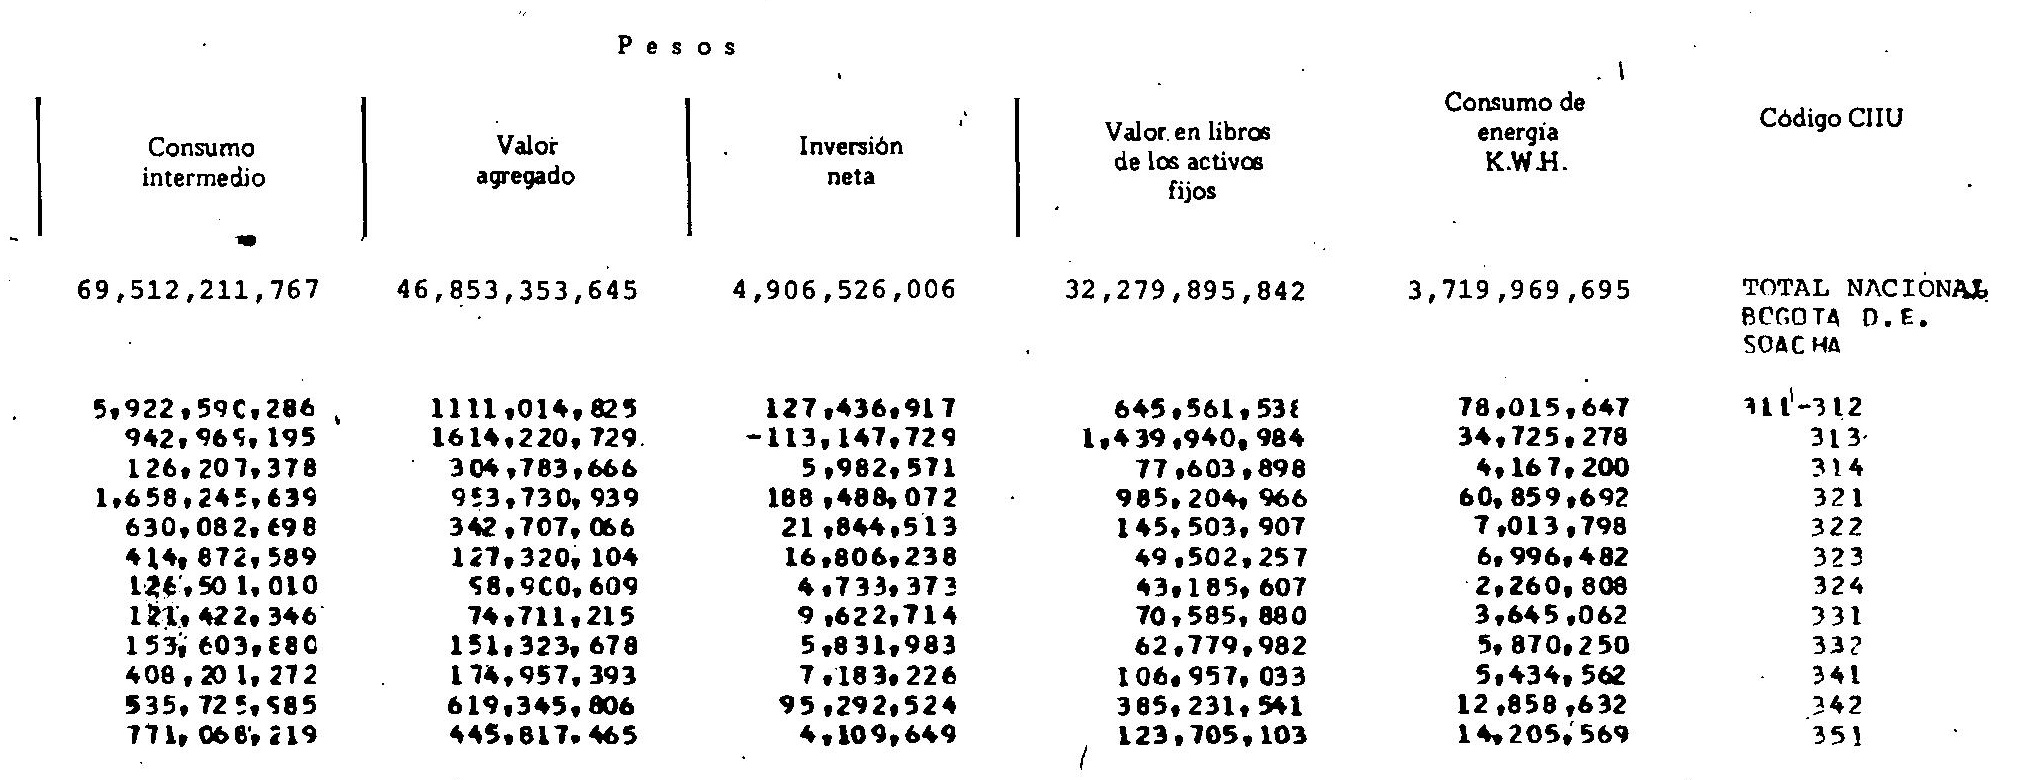 Pesos
Consumo intermedio | Valor agregado | Inversión neta | Valor en libros de los activos fijos | Consumo de energía K.W.H. | Código CIIU
69,512,211,767 46,853,353,645 4,906,526,006 32,279,895,842 3,719,969,695 TOTAL NACIONAL
BOGOTA D.E.
SOACHA
5,922,590,286 1111,014,825 127,436,917 645,561,538 78,015,647 311-312
942,969,195 1614,220,729 -113,147,729 1,439,940,984 34,725,278 313
126,207,378 304,783,666 5,982,571 77,603,898 4,167,200 314
1,658,245,639 953,730,939 188,488,072 985,204,966 60,859,692 321
630,082,698 342,707,066 21,844,513 145,503,907 7,013,798 322
414,872,589 127,320,104 16,806,238 49,502,257 6,996,482 323
126,501,010 58,900,609 4,733,373 43,185,607 2,260,808 324
121,422,346 74,711,215 9,622,714 70,585,880 3,645,062 331
153,603,880 151,323,678 5,831,983 62,779,982 5,870,250 332
408,201,272 174,957,393 7,183,226 106,957,033 5,434,562 341
535,725,585 619,345,806 95,292,524 385,231,541 12,858,632 342
771,068,219 445,817,465 4,109,649 123,705,103 14,205,569 351